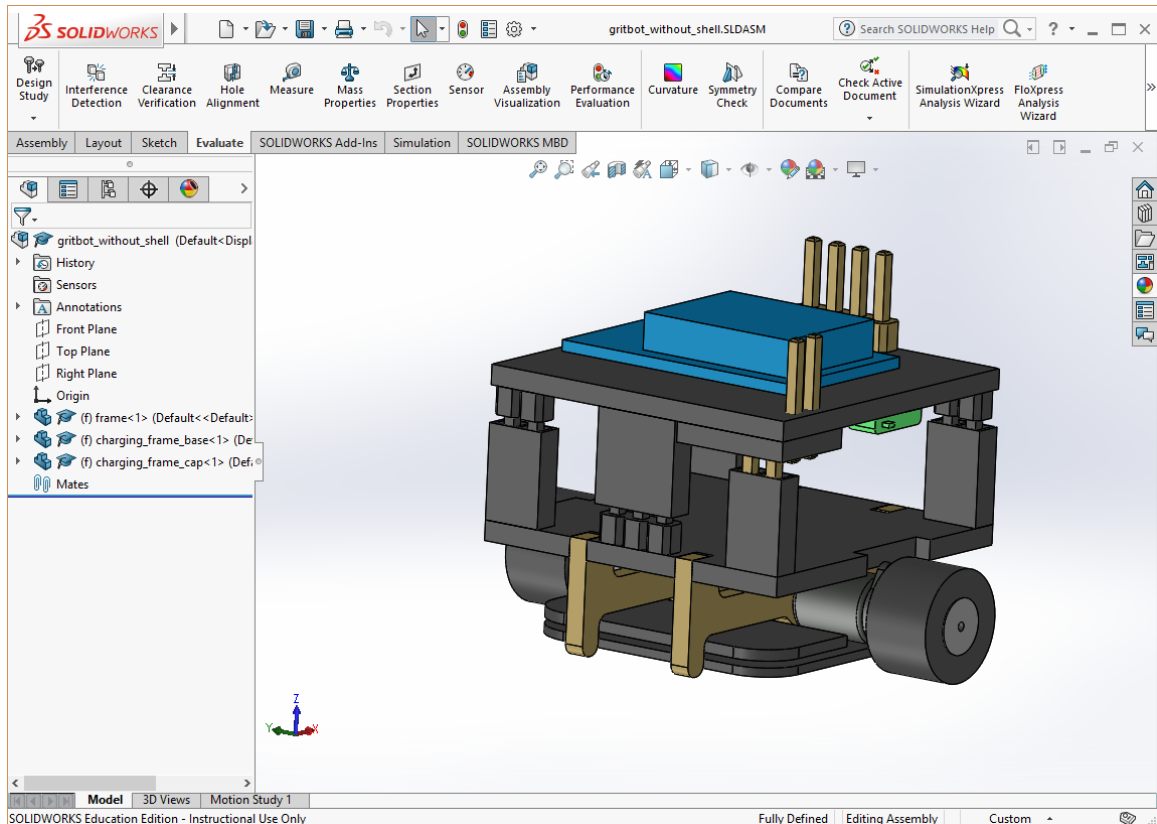 SOLIDWORKS
gritbot_without_shell.SLDASM
Search SOLIDWORKS Help
?
Design Study
Interference Detection
Clearance Verification
Hole Alignment
Measure
Mass Properties
Section Properties
Sensor
Assembly Visualization
Performance Evaluation
Curvature
Symmetry Check
Compare Documents
Check Active Document
SimulationXpress Analysis Wizard
FloXpress Analysis Wizard
Assembly
Layout
Sketch
Evaluate
SOLIDWORKS Add-Ins
Simulation
SOLIDWORKS MBD
gritbot_without_shell (Default<Displ
History
Sensors
Annotations
Front Plane
Top Plane
Right Plane
Origin
(f) frame<1> (Default<<Default>
(f) charging_frame_base<1> (De
(f) charging_frame_cap<1> (Def
Mates
Z
Y
X
Model
3D Views
Motion Study 1
SOLIDWORKS Education Edition - Instructional Use Only
Fully Defined
Editing Assembly
Custom